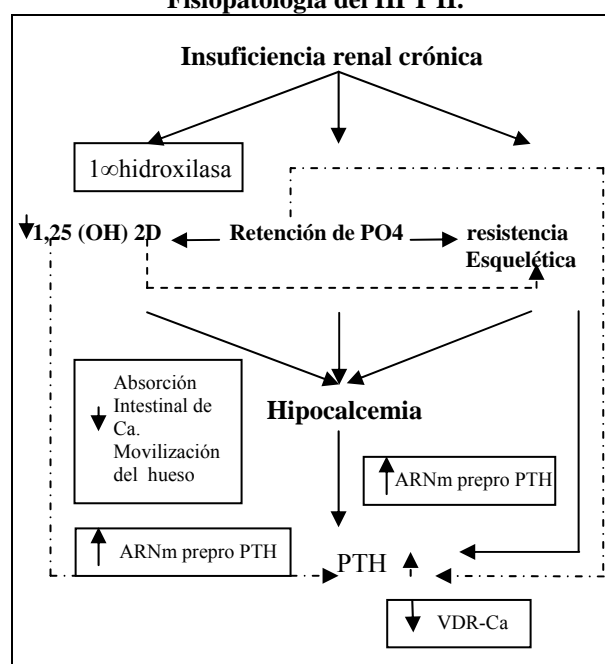 Fisiopatología del HPT II.
Insuficiencia renal crónica
1∞hidroxilasa
1,25 (OH) 2D
Retención de PO4
resistencia
Esquelética
Absorción
Intestinal de
Ca.
Movilización
del hueso
Hipocalcemia
ARNm prepro PTH
ARNm prepro PTH
PTH
VDR-Ca